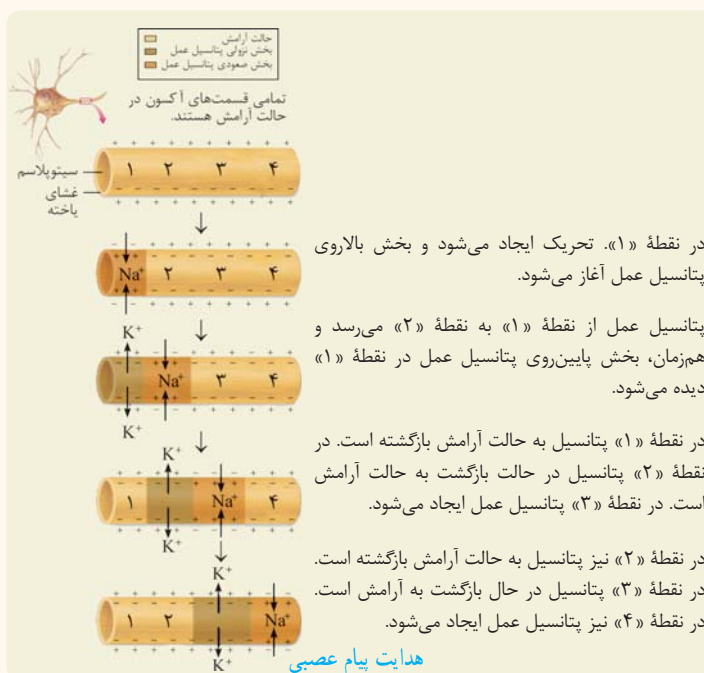 حالت آرامش
بخش نزولی پتانسیل عمل
بخش صعودی پتانسیل عمل
تمامی قسمت‌های آکسون در
حالت آرامش هستند.
سیتوپلاسم
غشای
یاخته
۱ ۲ ۳ ۴
در نقطهٔ «۱». تحریک ایجاد می‌شود و بخش بالاروی
پتانسیل عمل آغاز می‌شود.
Na⁺ ۲ ۳ ۴
پتانسیل عمل از نقطهٔ «۱» به نقطهٔ «۲» می‌رسد و
هم‌زمان، بخش پایین‌روی پتانسیل عمل در نقطهٔ «۱»
دیده می‌شود.
K⁺
Na⁺ ۳ ۴
K⁺
در نقطهٔ «۱» پتانسیل به حالت آرامش بازگشته است. در
نقطهٔ «۲» پتانسیل در حالت بازگشت به حالت آرامش
است. در نقطهٔ «۳» پتانسیل عمل ایجاد می‌شود.
K⁺
۱ Na⁺ ۴
K⁺
در نقطهٔ «۲» نیز پتانسیل به حالت آرامش بازگشته است.
در نقطهٔ «۳» پتانسیل در حال بازگشت به آرامش است.
در نقطهٔ «۴» نیز پتانسیل عمل ایجاد می‌شود.
K⁺
۱ ۲ Na⁺
K⁺
هدایت پیام عصبی